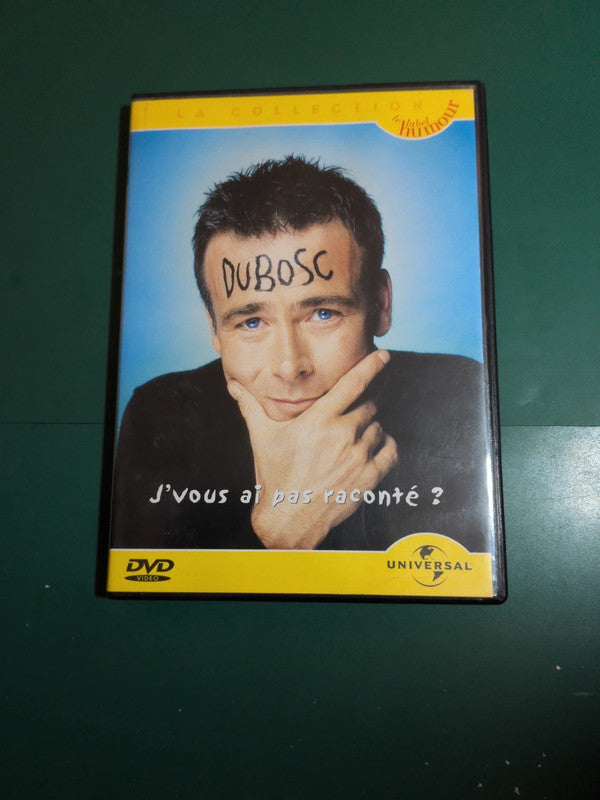 LA COLLECTION
le label
humour
DUBOSC
J'vous ai pas raconté ?
DVD
VIDEO
UNIVERSAL